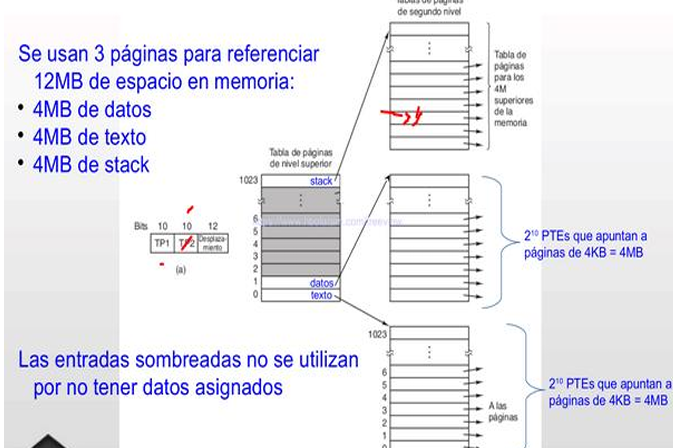 Tablas de páginas
de segundo nivel
Se usan 3 páginas para referenciar
12MB de espacio en memoria:
• 4MB de datos
• 4MB de texto
• 4MB de stack
Tabla de
páginas
para los
4M
superiores
de la
memoria
Tabla de páginas
de nivel superior
1023
stack
6
5
4
3
2
1
0
datos
texto
Bits 10 10 12
TP1 TP2 Desplaza-
miento
(a)
2¹⁰ PTEs que apuntan a
páginas de 4KB = 4MB
1023
6
5
4
3
2
1
0
A las
páginas
Las entradas sombreadas no se utilizan
por no tener datos asignados
2¹⁰ PTEs que apuntan a
páginas de 4KB = 4MB